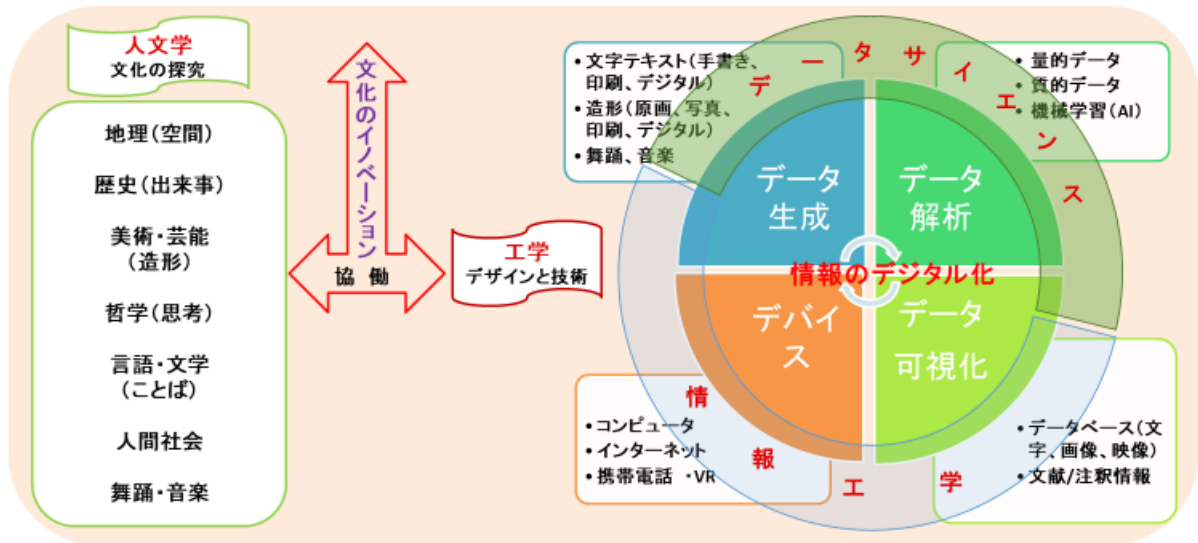 人文学
文化の探究
地理(空間)
歴史(出来事)
美術・芸能
(造形)
哲学(思考)
言語・文学
(ことば)
人間社会
舞踊・音楽
文化のイノベーション
協働
工学
デザインと技術
• 文字テキスト(手書き、
印刷、デジタル)
• 造形(原画、写真、
印刷、デジタル)
• 舞踊、音楽
データサイエンス
• 量的データ
• 質的データ
• 機械学習(AI)
データ
生成
データ
解析
情報のデジタル化
デバイ
ス
データ
可視化
• コンピュータ
• インターネット
• 携帯電話 ・VR
情報工学
• データベース(文
字、画像、映像)
• 文献/注釈情報